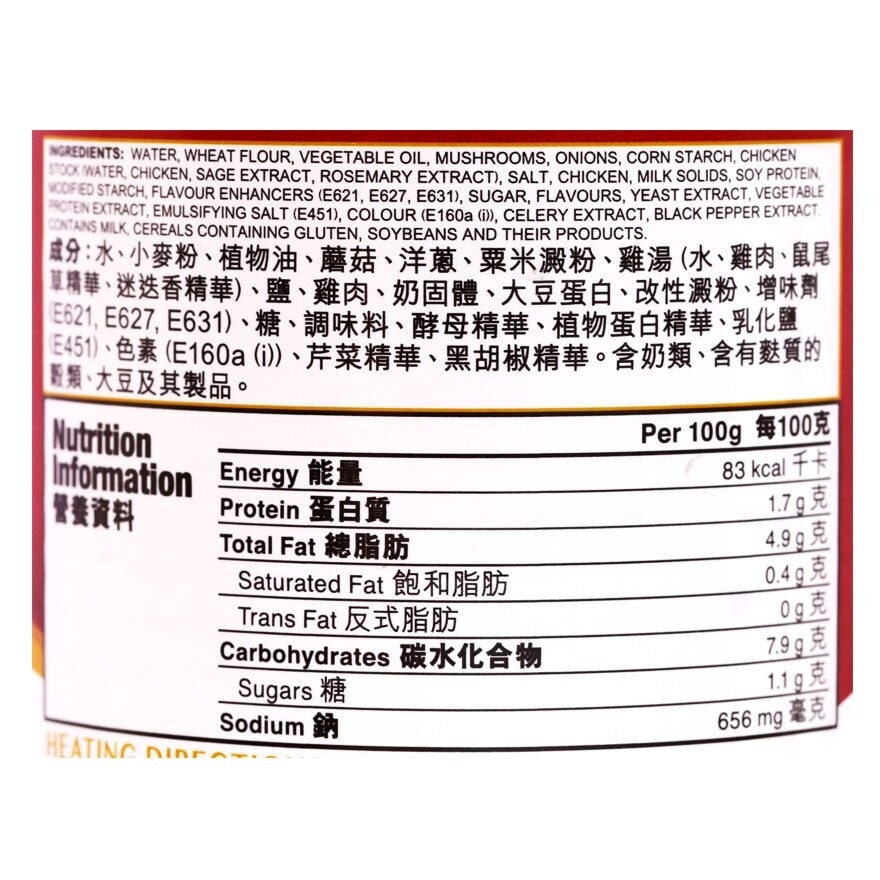 INGREDIENTS: WATER, WHEAT FLOUR, VEGETABLE OIL, MUSHROOMS, ONIONS, CORN STARCH, CHICKEN
STOCK (WATER, CHICKEN, SAGE EXTRACT, ROSEMARY EXTRACT), SALT, CHICKEN, MILK SOLIDS, SOY PROTEIN,
MODIFIED STARCH, FLAVOUR ENHANCERS (E621, E627, E631), SUGAR, FLAVOURS, YEAST EXTRACT, VEGETABLE
PROTEIN EXTRACT, EMULSIFYING SALT (E451), COLOUR (E160a (i)), CELERY EXTRACT, BLACK PEPPER EXTRACT.
CONTAINS MILK, CEREALS CONTAINING GLUTEN, SOYBEANS AND THEIR PRODUCTS.
成分：水、小麥粉、植物油、蘑菇、洋蔥、粟米澱粉、雞湯 (水、雞肉、鼠尾
草精華、迷迭香精華)、鹽、雞肉、奶固體、大豆蛋白、改性澱粉、增味劑
(E621, E627, E631)、糖、調味料、酵母精華、植物蛋白精華、乳化鹽
(E451)、色素 (E160a (i))、芹菜精華、黑胡椒精華。含奶類、含有麩質的
穀類、大豆及其製品。
Nutrition
Information
營養資料
Per 100g 每100克
Energy 能量 83 kcal 千卡
Protein 蛋白質 1.7 g 克
Total Fat 總脂肪 4.9 g 克
Saturated Fat 飽和脂肪 0.4 g 克
Trans Fat 反式脂肪 0 g 克
Carbohydrates 碳水化合物 7.9 g 克
Sugars 糖 1.1 g 克
Sodium 鈉 656 mg 毫克
HEATING